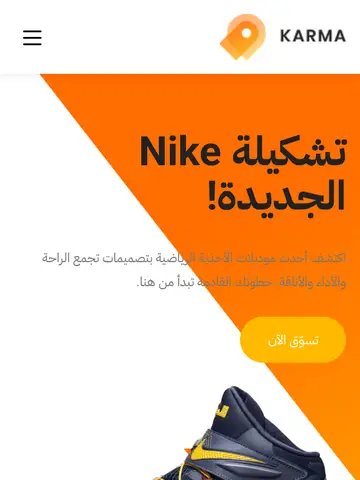 KARMA
تشكيلة Nike
الجديدة!
اكتشف أحدث موديلات الأحذية الرياضية بتصميمات تجمع الراحة
والأداء والأناقة خطوتك القادمة تبدأ من هنا.
تسوّق الآن